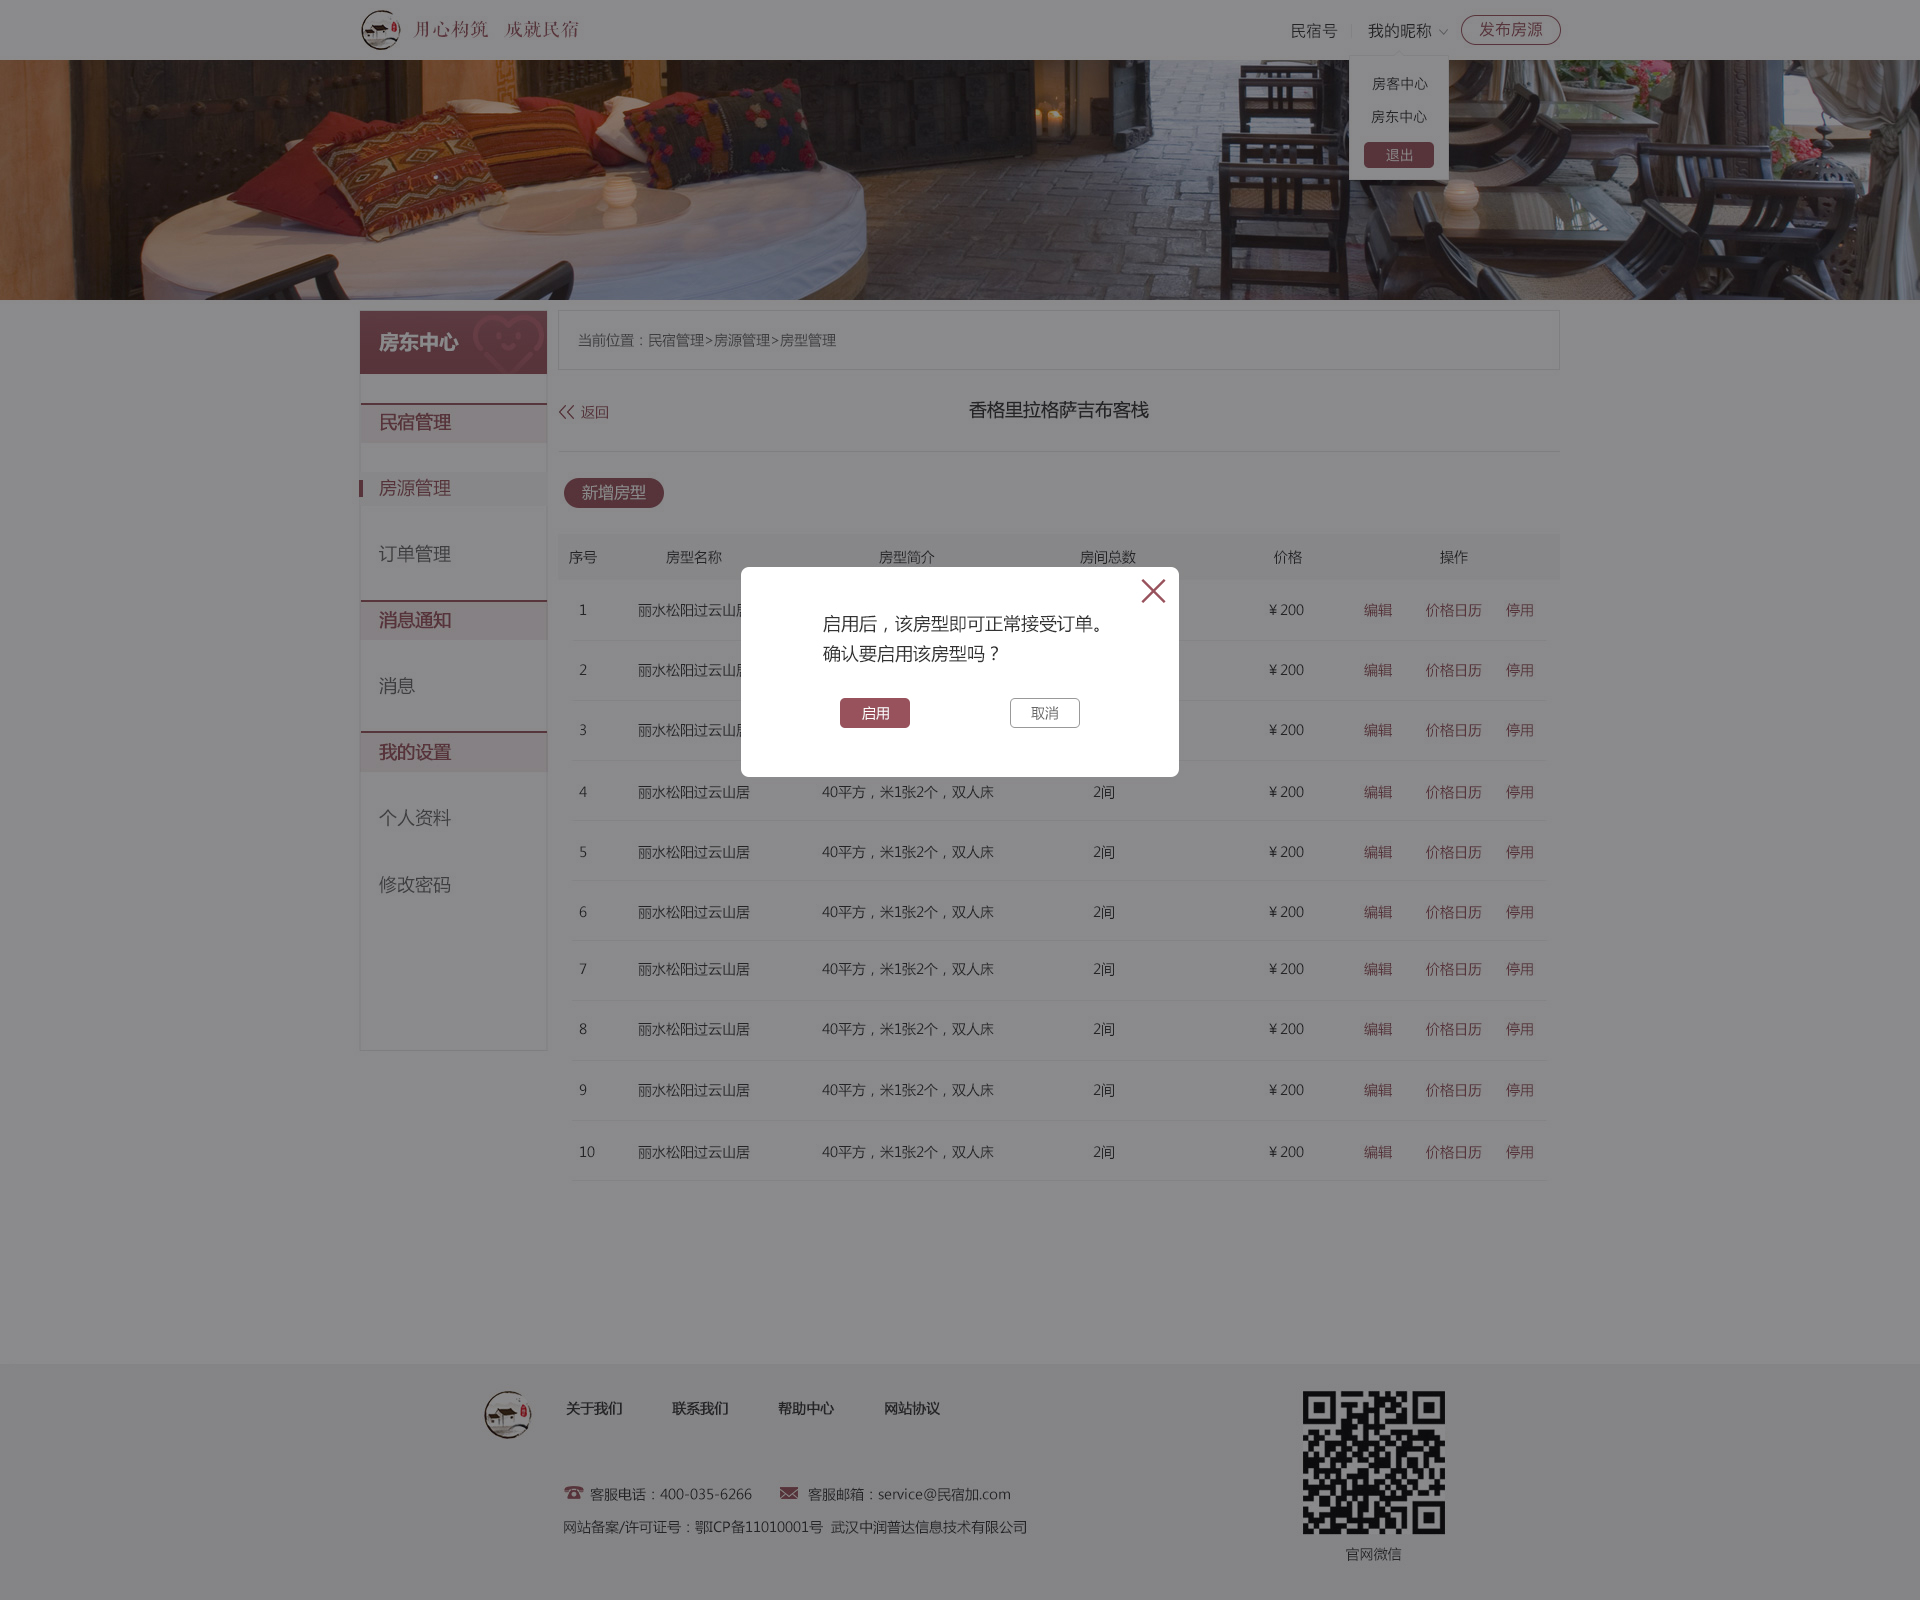 用心构筑 成就民宿
民宿号 我的昵称 发布房源
房客中心
房东中心
退出
房东中心
当前位置：民宿管理>房源管理>房型管理
返回 香格里拉格萨吉布客栈
民宿管理
房源管理
新增房型
订单管理
消息通知
消息
我的设置
个人资料
修改密码
序号 房型名称 房型简介 房间总数 价格 操作
1 丽水松阳过云山居 ¥ 200 编辑 价格日历 停用
2 丽水松阳过云山居 ¥ 200 编辑 价格日历 停用
3 丽水松阳过云山居 ¥ 200 编辑 价格日历 停用
启用后，该房型即可正常接受订单。
确认要启用该房型吗？
启用 取消
4 丽水松阳过云山居 40平方，米1张2个，双人床 2间 ¥ 200 编辑 价格日历 停用
5 丽水松阳过云山居 40平方，米1张2个，双人床 2间 ¥ 200 编辑 价格日历 停用
6 丽水松阳过云山居 40平方，米1张2个，双人床 2间 ¥ 200 编辑 价格日历 停用
7 丽水松阳过云山居 40平方，米1张2个，双人床 2间 ¥ 200 编辑 价格日历 停用
8 丽水松阳过云山居 40平方，米1张2个，双人床 2间 ¥ 200 编辑 价格日历 停用
9 丽水松阳过云山居 40平方，米1张2个，双人床 2间 ¥ 200 编辑 价格日历 停用
10 丽水松阳过云山居 40平方，米1张2个，双人床 2间 ¥ 200 编辑 价格日历 停用
关于我们 联系我们 帮助中心 网站协议
客服电话：400-035-6266 客服邮箱：service@民宿加.com
网站备案/许可证号：鄂ICP备11010001号 武汉中润普达信息技术有限公司
官网微信